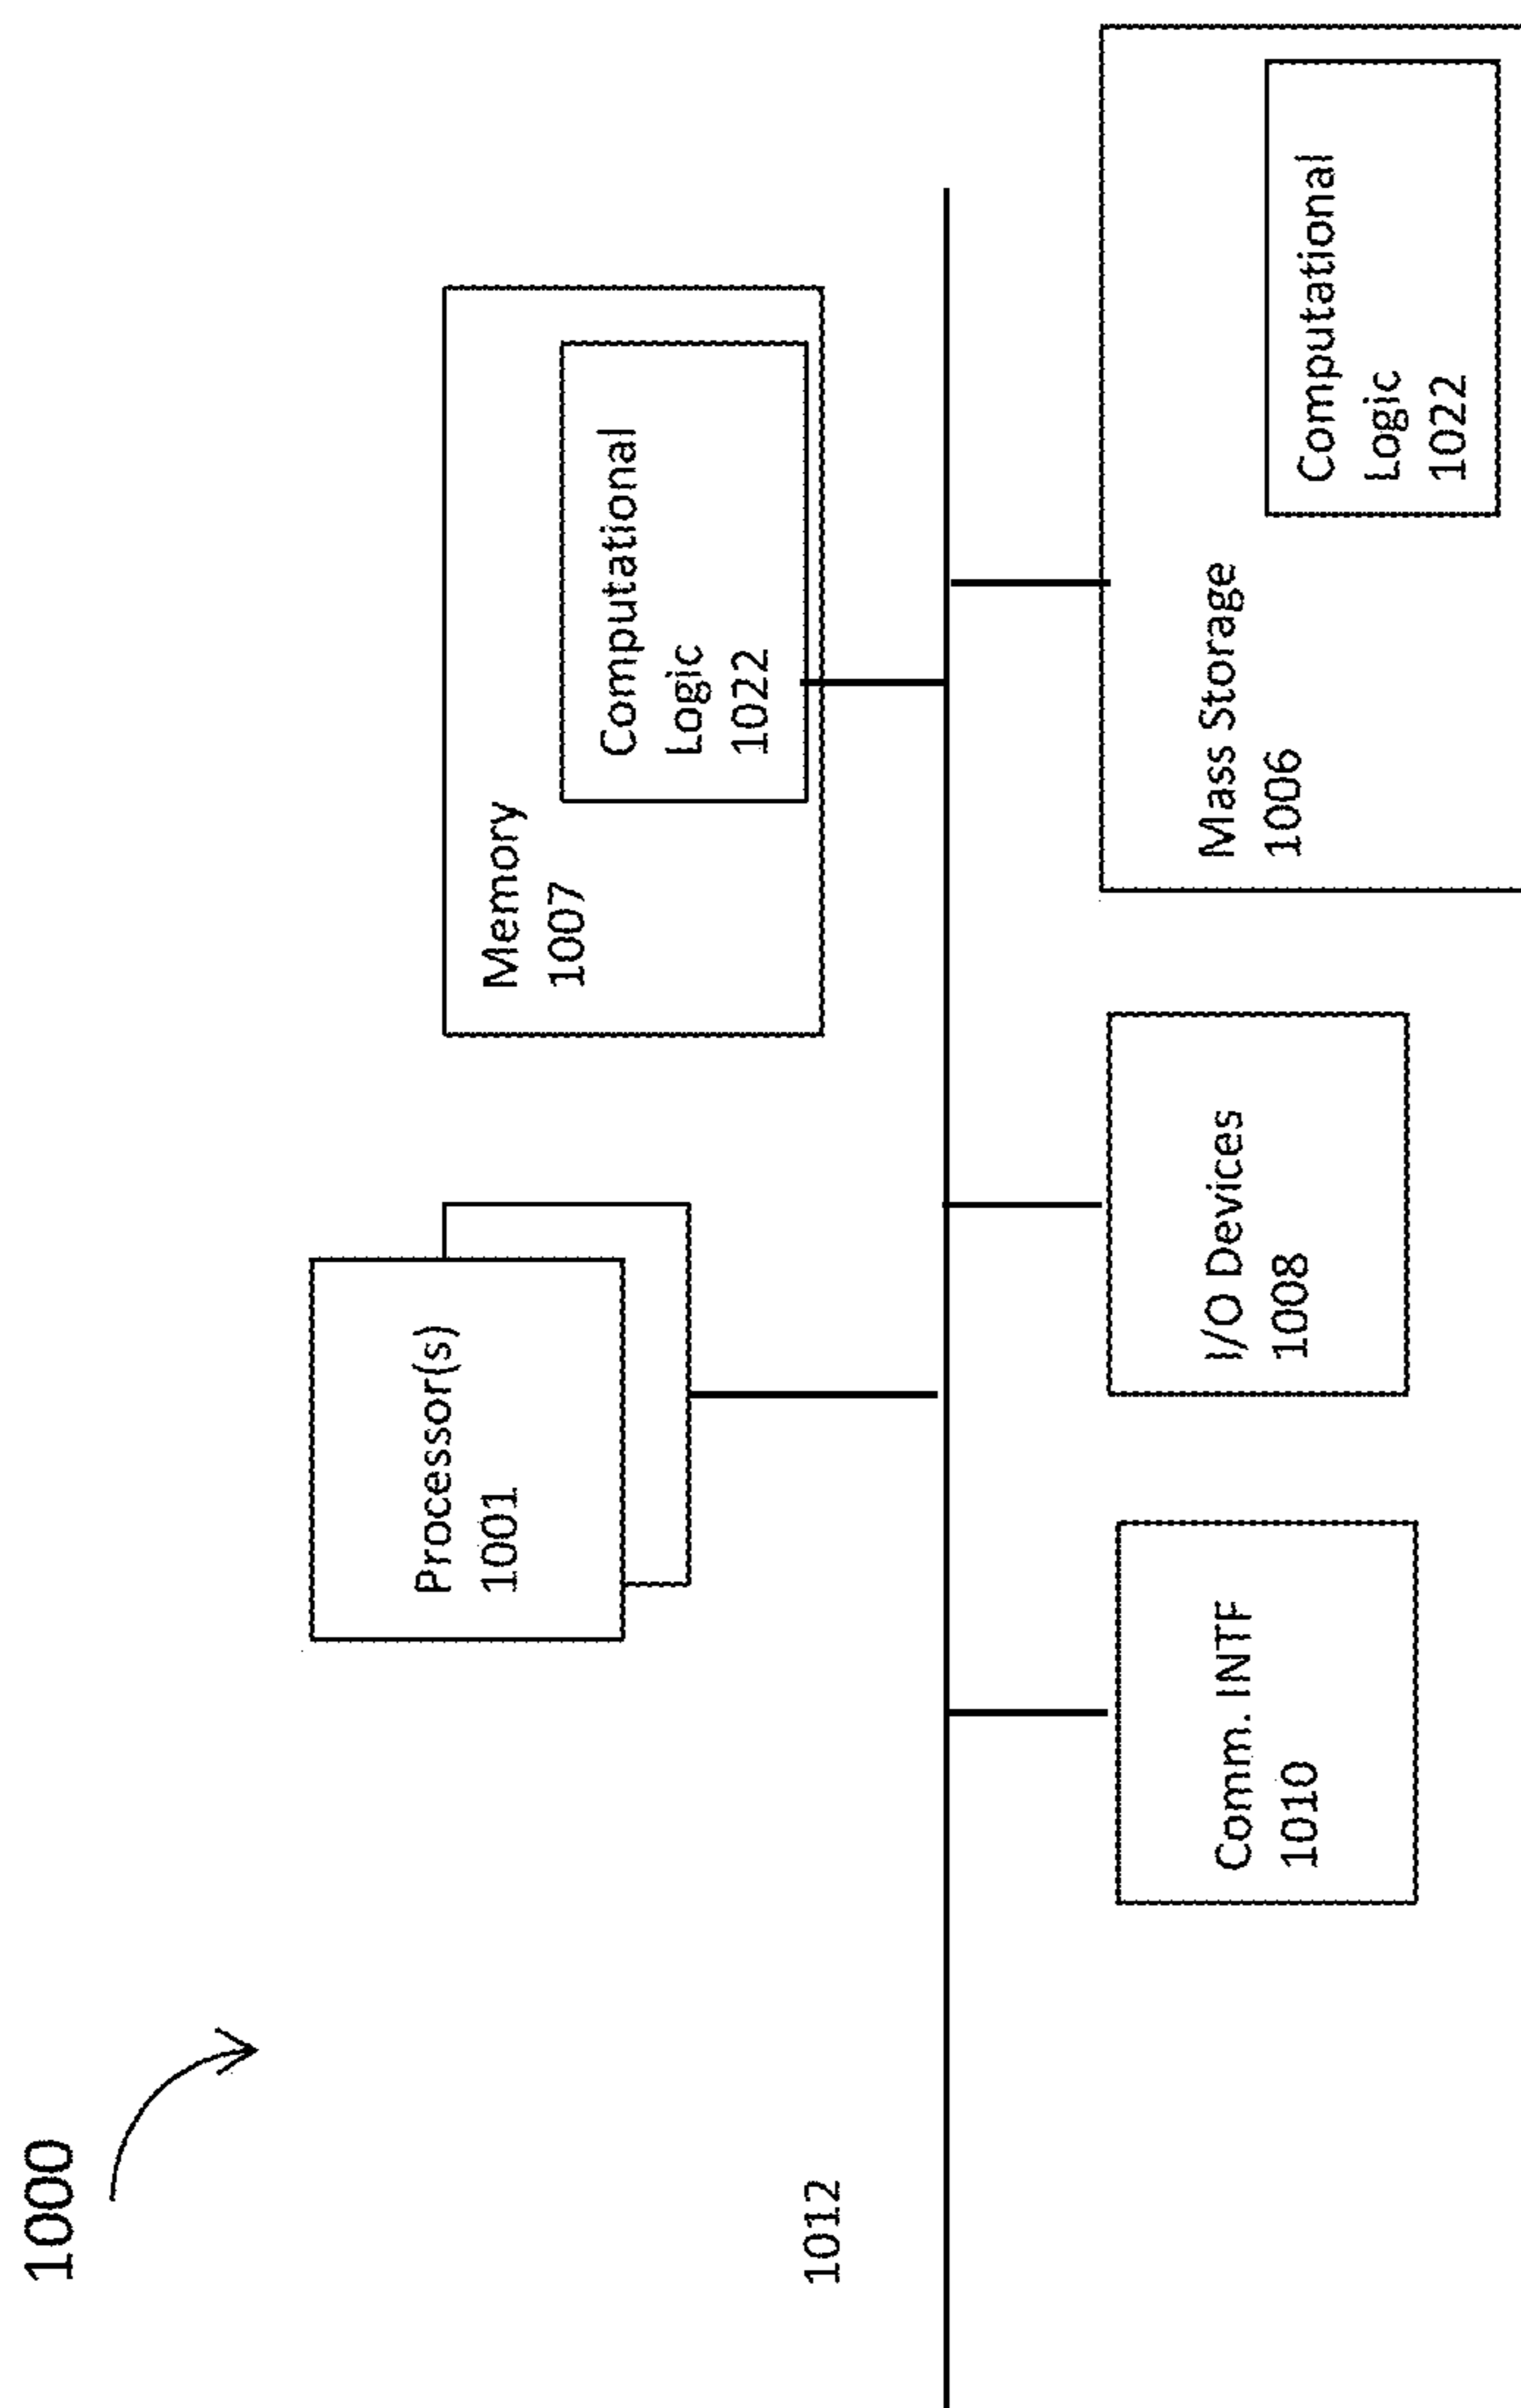 1000
Processor(s)
1001
Memory
1007
Computational
Logic
1022
1012
Comm. INTF
1010
I/O Devices
1008
Mass Storage
1006
Computational
Logic
1022